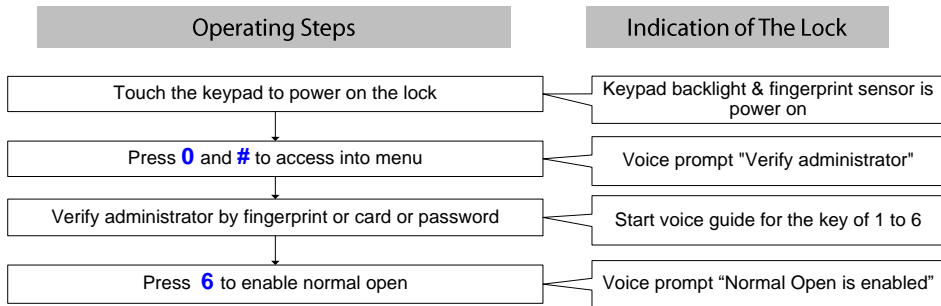 Operating Steps
Indication of The Lock
Touch the keypad to power on the lock
Keypad backlight & fingerprint sensor is
power on
Press 0 and # to access into menu
Voice prompt "Verify administrator"
Verify administrator by fingerprint or card or password
Start voice guide for the key of 1 to 6
Press 6 to enable normal open
Voice prompt “Normal Open is enabled”